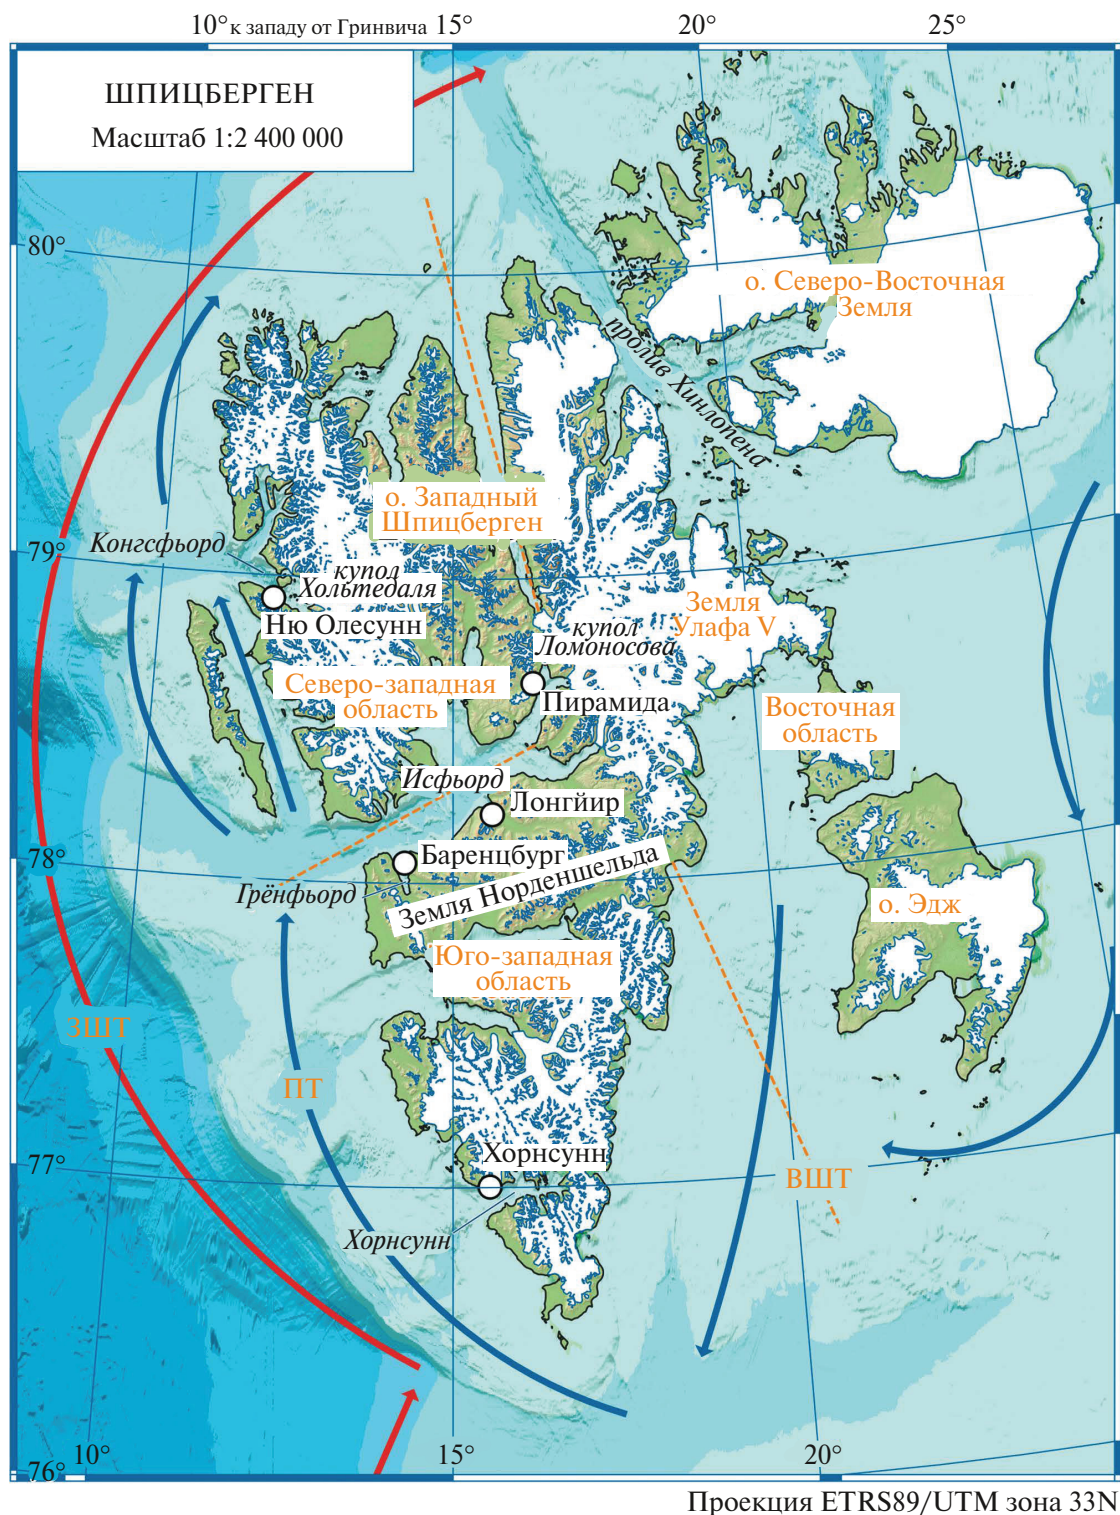 10° к западу от Гринвича 15° 20° 25°
ШПИЦБЕРГЕН
Масштаб 1:2 400 000
80°
о. Северо-Восточная
Земля
пролив Хинлопена
о. Западный
Шпицберген
79°
Конгсфьорд
купол
Хольтедаля
Ню Олесунн
Земля
Улафа V
купол
Ломоносова
Северо-западная
область
Пирамида
Восточная
область
Исфьорд
Лонгйир
78°
Баренцбург
Грёнфьорд
Земля Норденшельда
о. Эдж
Юго-западная
область
ЗШТ
ПТ
77°
Хорнсунн
ВШТ
Хорнсунн
76°
10° 15° 20°
Проекция ETRS89/UTM зона 33N